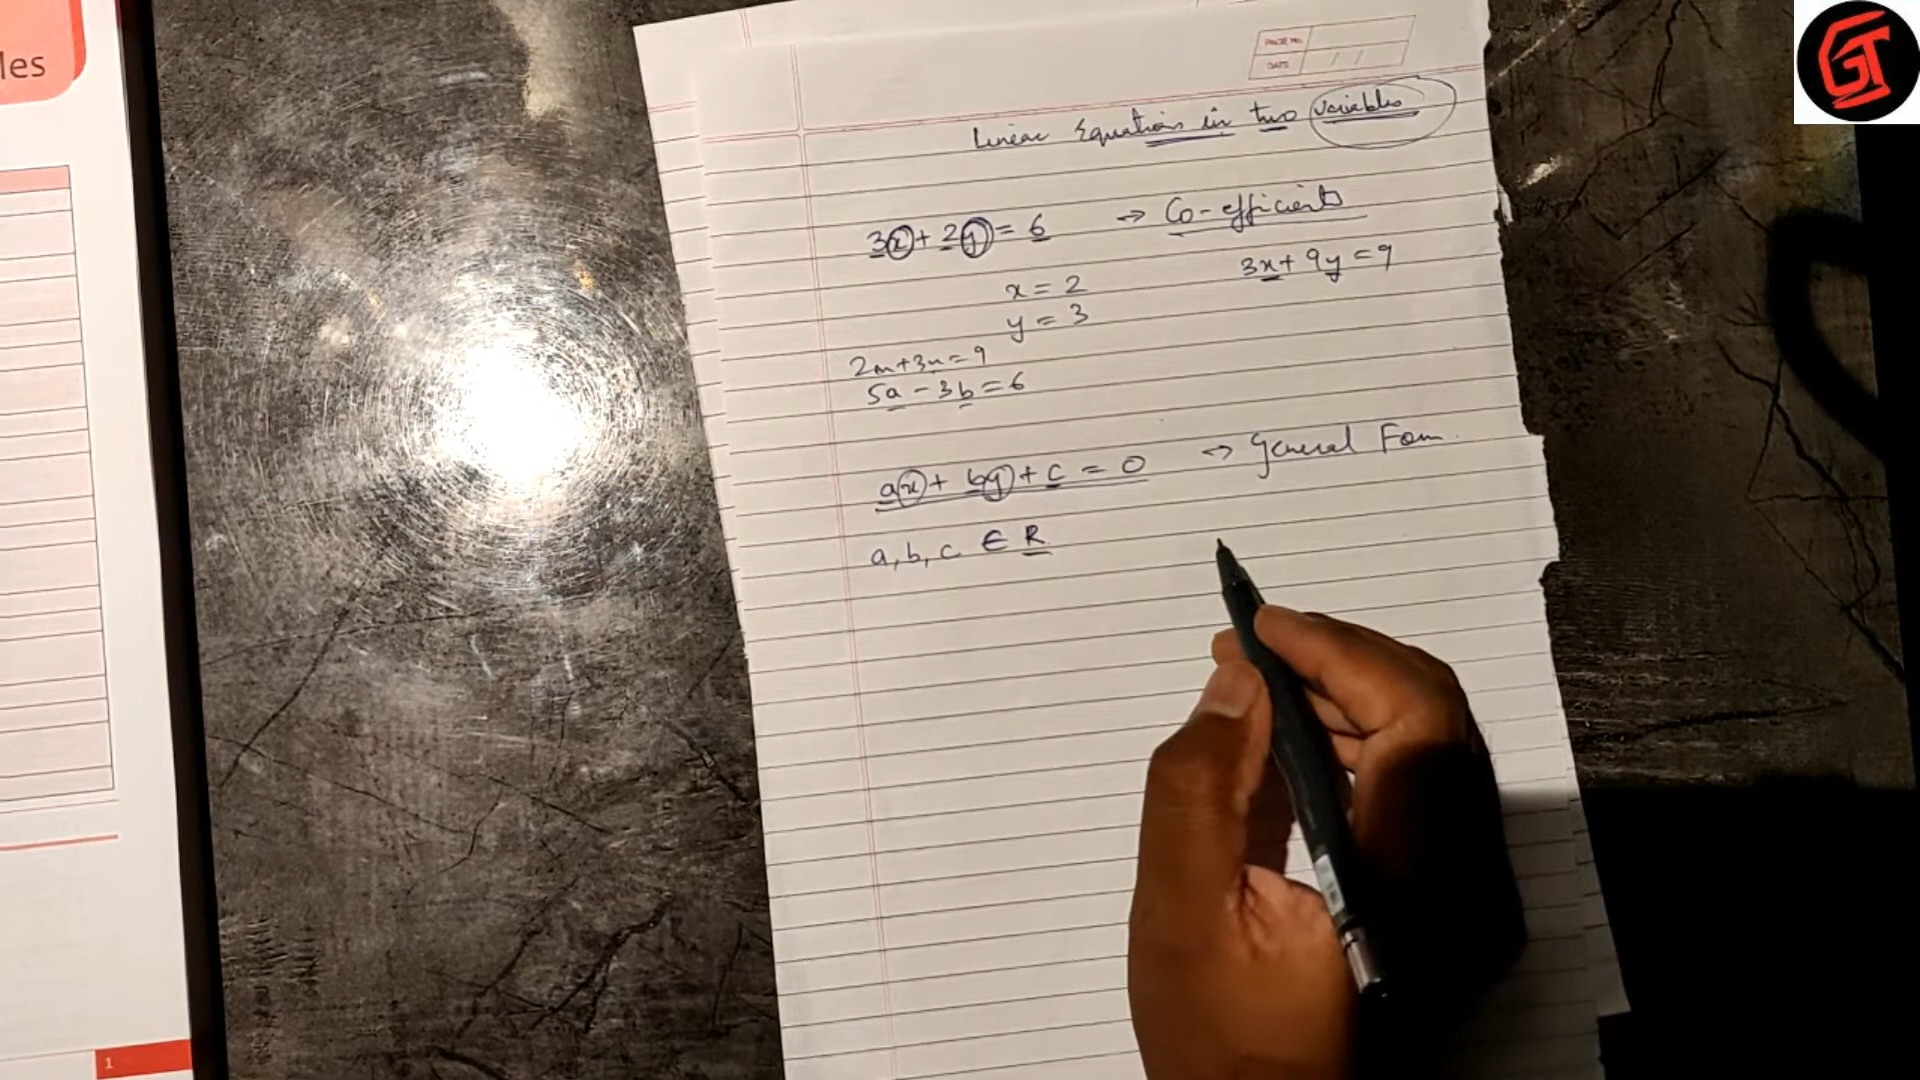 les
PAGE No.
DATE
GT
Linear Equations in two variables
3x + 2y = 6 → Co-efficients
3x + 9y = 9
x = 2
y = 3
2m + 3n = 9
5a - 3b = 6
ax + by + c = 0 → General Form.
a, b, c ∈ R
1